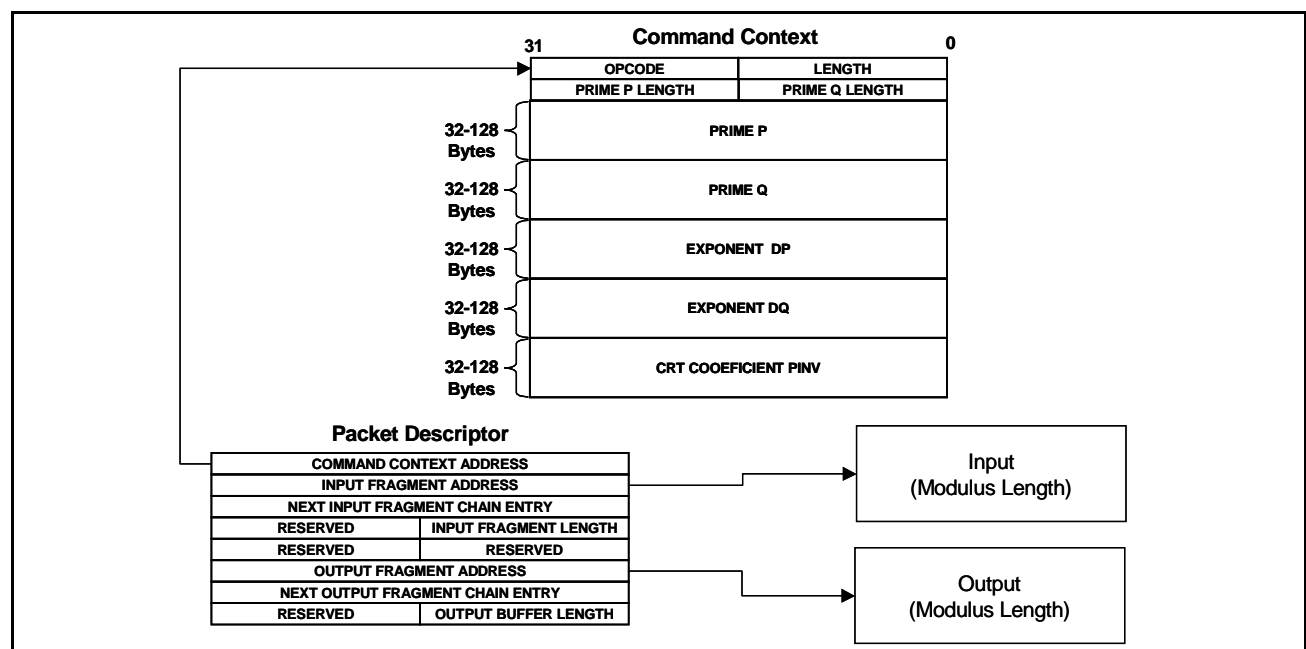 Command Context
31 0
OPCODE LENGTH
PRIME P LENGTH PRIME Q LENGTH
32-128
Bytes
PRIME P
32-128
Bytes
PRIME Q
32-128
Bytes
EXPONENT DP
32-128
Bytes
EXPONENT DQ
32-128
Bytes
CRT COOEFICIENT PINV
Packet Descriptor
COMMAND CONTEXT ADDRESS
INPUT FRAGMENT ADDRESS
NEXT INPUT FRAGMENT CHAIN ENTRY
RESERVED INPUT FRAGMENT LENGTH
RESERVED RESERVED
OUTPUT FRAGMENT ADDRESS
NEXT OUTPUT FRAGMENT CHAIN ENTRY
RESERVED OUTPUT BUFFER LENGTH
Input
(Modulus Length)
Output
(Modulus Length)